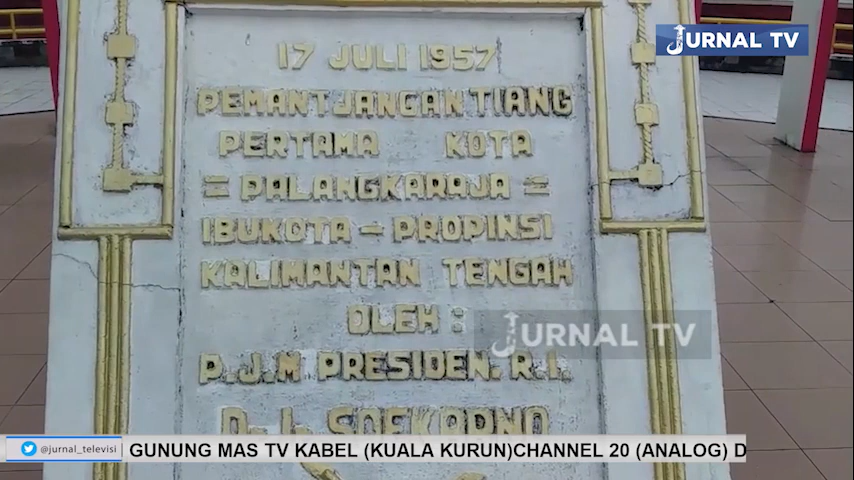 JURNAL TV
17 JULI 1957
PEMANTJANGAN TIANG
PERTAMA KOTA
= PALANGKARAJA =
IBUKOTA - PROPINSI
KALIMANTAN TENGAH
OLEH :
JURNAL TV
P.J.M PRESIDEN. R.I.
SOEKARNO
@jurnal_televisi GUNUNG MAS TV KABEL (KUALA KURUN)CHANNEL 20 (ANALOG) D